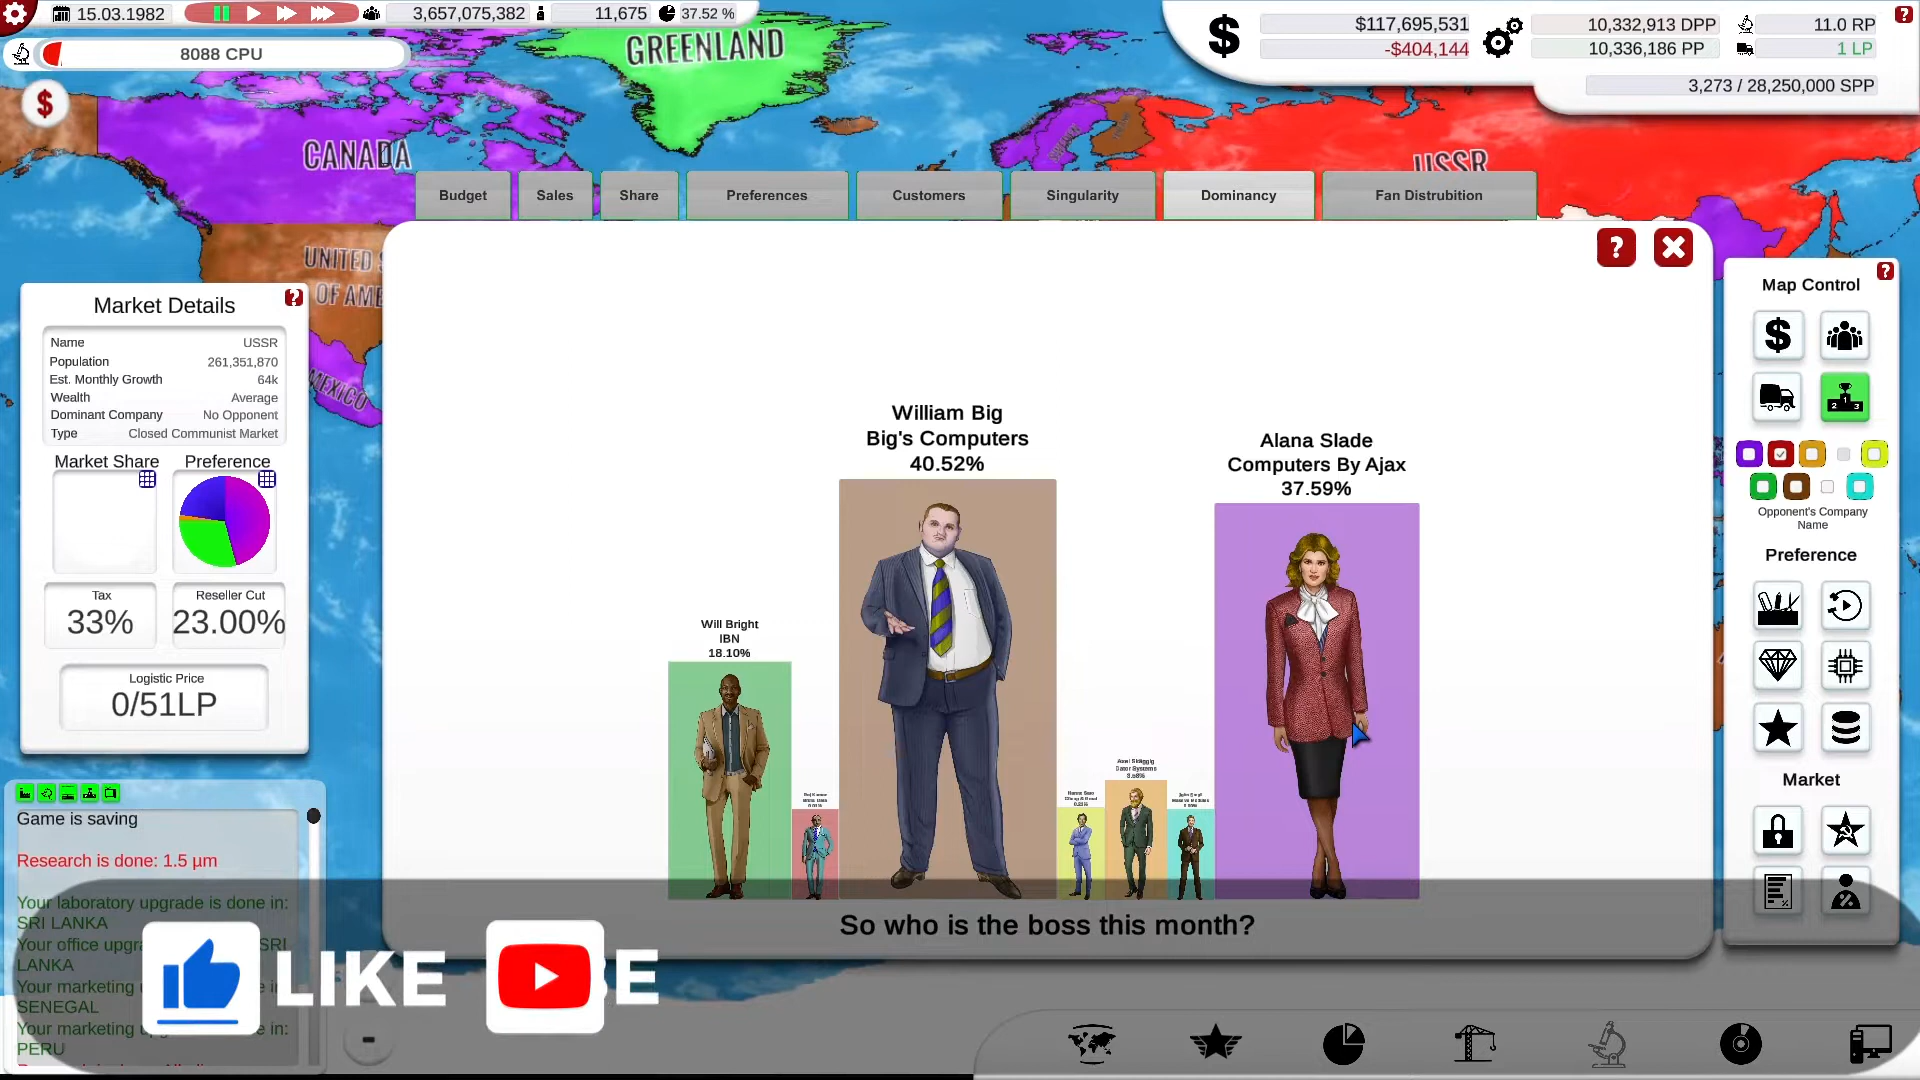 15.03.1982
3,657,075,382
11,675
37.52 %
8088 CPU
$117,695,531
-$404,144
10,332,913 DPP
10,336,186 PP
11.0 RP
1 LP
3,273 / 28,250,000 SPP
GREENLAND
CANADA
USSR
UNITED S
OF AME
MEXICO
Budget
Sales
Share
Preferences
Customers
Singularity
Dominancy
Fan Distrubition
Market Details
Name USSR
Population 261,351,870
Est. Monthly Growth 64k
Wealth Average
Dominant Company No Opponent
Type Closed Communist Market
Market Share
Preference
Tax
33%
Reseller Cut
23.00%
Logistic Price
0/51LP
William Big
Big's Computers
40.52%
Alana Slade
Computers By Ajax
37.59%
Will Bright
IBN
18.10%
So who is the boss this month?
Map Control
Opponent's Company
Name
Preference
Market
Game is saving
Research is done: 1.5 µm
Your laboratory upgrade is done in:
SRI LANKA
Your office upgra SRI
LANKA
Your marketing e in:
SENEGAL
Your marketing e in:
PERU
LIKE
BE